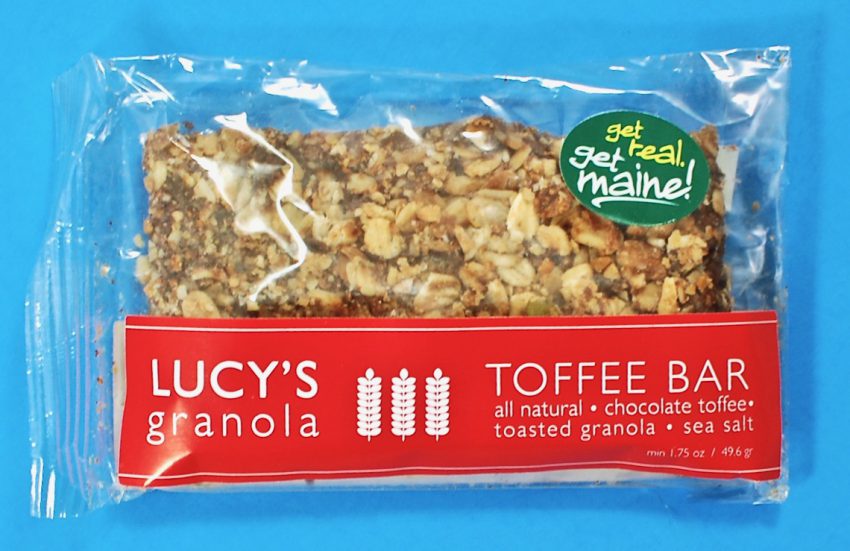 get
real.
get
maine!
LUCY'S
granola
TOFFEE BAR
all natural • chocolate toffee•
toasted granola • sea salt
min 1.75 oz / 49.6 gr